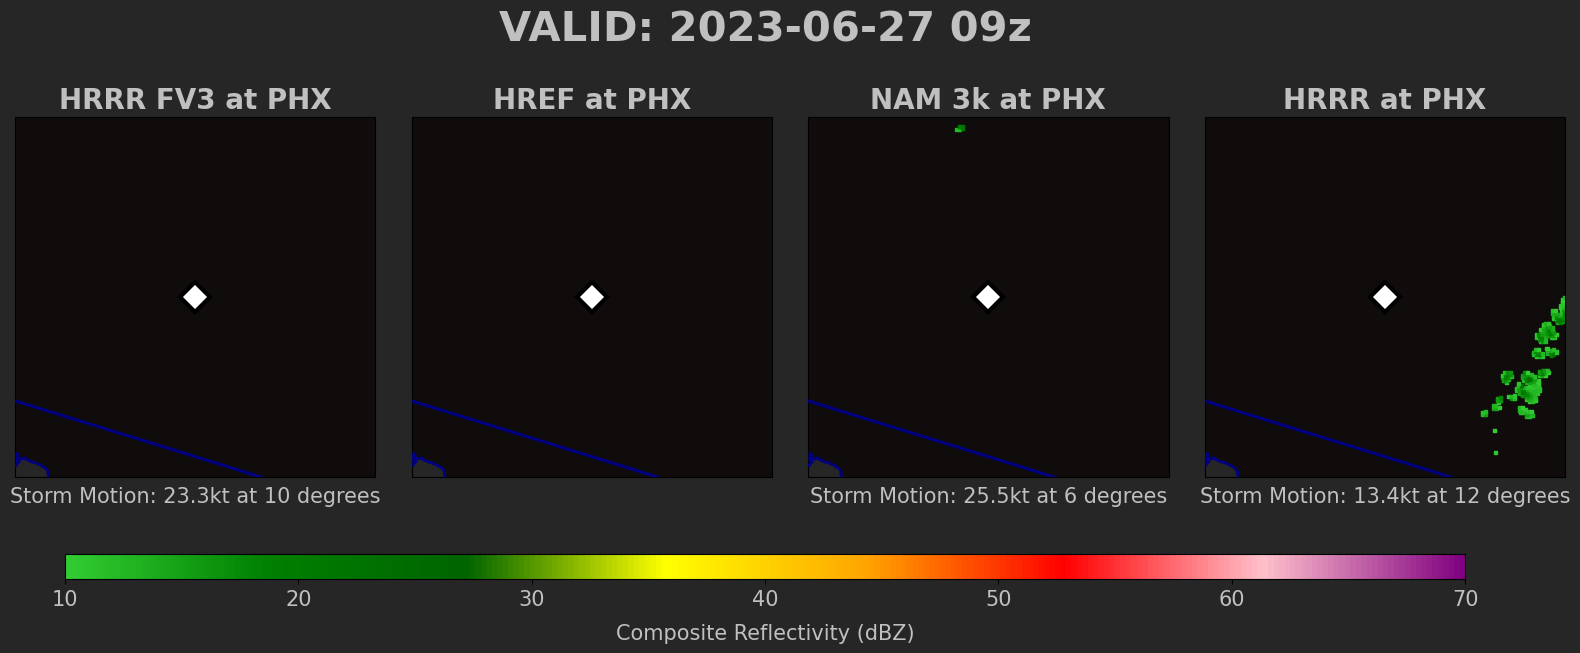 VALID: 2023-06-27 09z
HRRR FV3 at PHX
HREF at PHX
NAM 3k at PHX
HRRR at PHX
Storm Motion: 23.3kt at 10 degrees
Storm Motion: 25.5kt at 6 degrees
Storm Motion: 13.4kt at 12 degrees
10 20 30 40 50 60 70
Composite Reflectivity (dBZ)